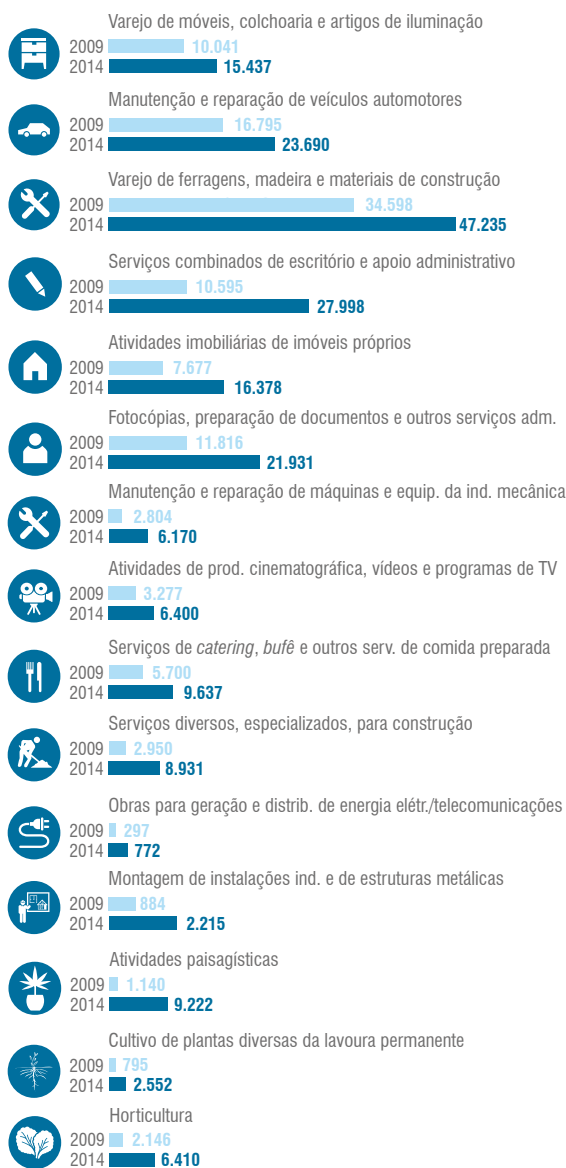 Varejo de móveis, colchoaria e artigos de iluminação
2009 10.041
2014 15.437
Manutenção e reparação de veículos automotores
2009 16.795
2014 23.690
Varejo de ferragens, madeira e materiais de construção
2009 34.598
2014 47.235
Serviços combinados de escritório e apoio administrativo
2009 10.595
2014 27.998
Atividades imobiliárias de imóveis próprios
2009 7.677
2014 16.378
Fotocópias, preparação de documentos e outros serviços adm.
2009 11.816
2014 21.931
Manutenção e reparação de máquinas e equip. da ind. mecânica
2009 2.804
2014 6.170
Atividades de prod. cinematográfica, vídeos e programas de TV
2009 3.277
2014 6.400
Serviços de catering, bufê e outros serv. de comida preparada
2009 5.700
2014 9.637
Serviços diversos, especializados, para construção
2009 2.950
2014 8.931
Obras para geração e distrib. de energia elétr./telecomunicações
2009 297
2014 772
Montagem de instalações ind. e de estruturas metálicas
2009 884
2014 2.215
Atividades paisagísticas
2009 1.140
2014 9.222
Cultivo de plantas diversas da lavoura permanente
2009 795
2014 2.552
Horticultura
2009 2.146
2014 6.410